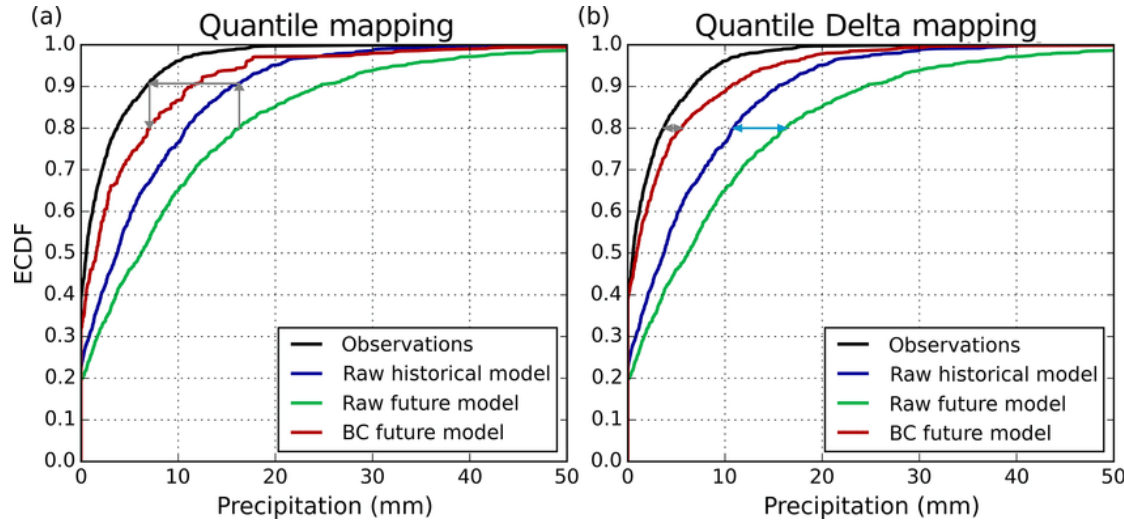 (a)
Quantile mapping
1.0
0.9
0.8
0.7
0.6
0.5
0.4
0.3
0.2
0.1
0.0
ECDF
Observations
Raw historical model
Raw future model
BC future model
0 10 20 30 40 50
Precipitation (mm)
(b)
Quantile Delta mapping
1.0
0.9
0.8
0.7
0.6
0.5
0.4
0.3
0.2
0.1
0.0
Observations
Raw historical model
Raw future model
BC future model
0 10 20 30 40 50
Precipitation (mm)